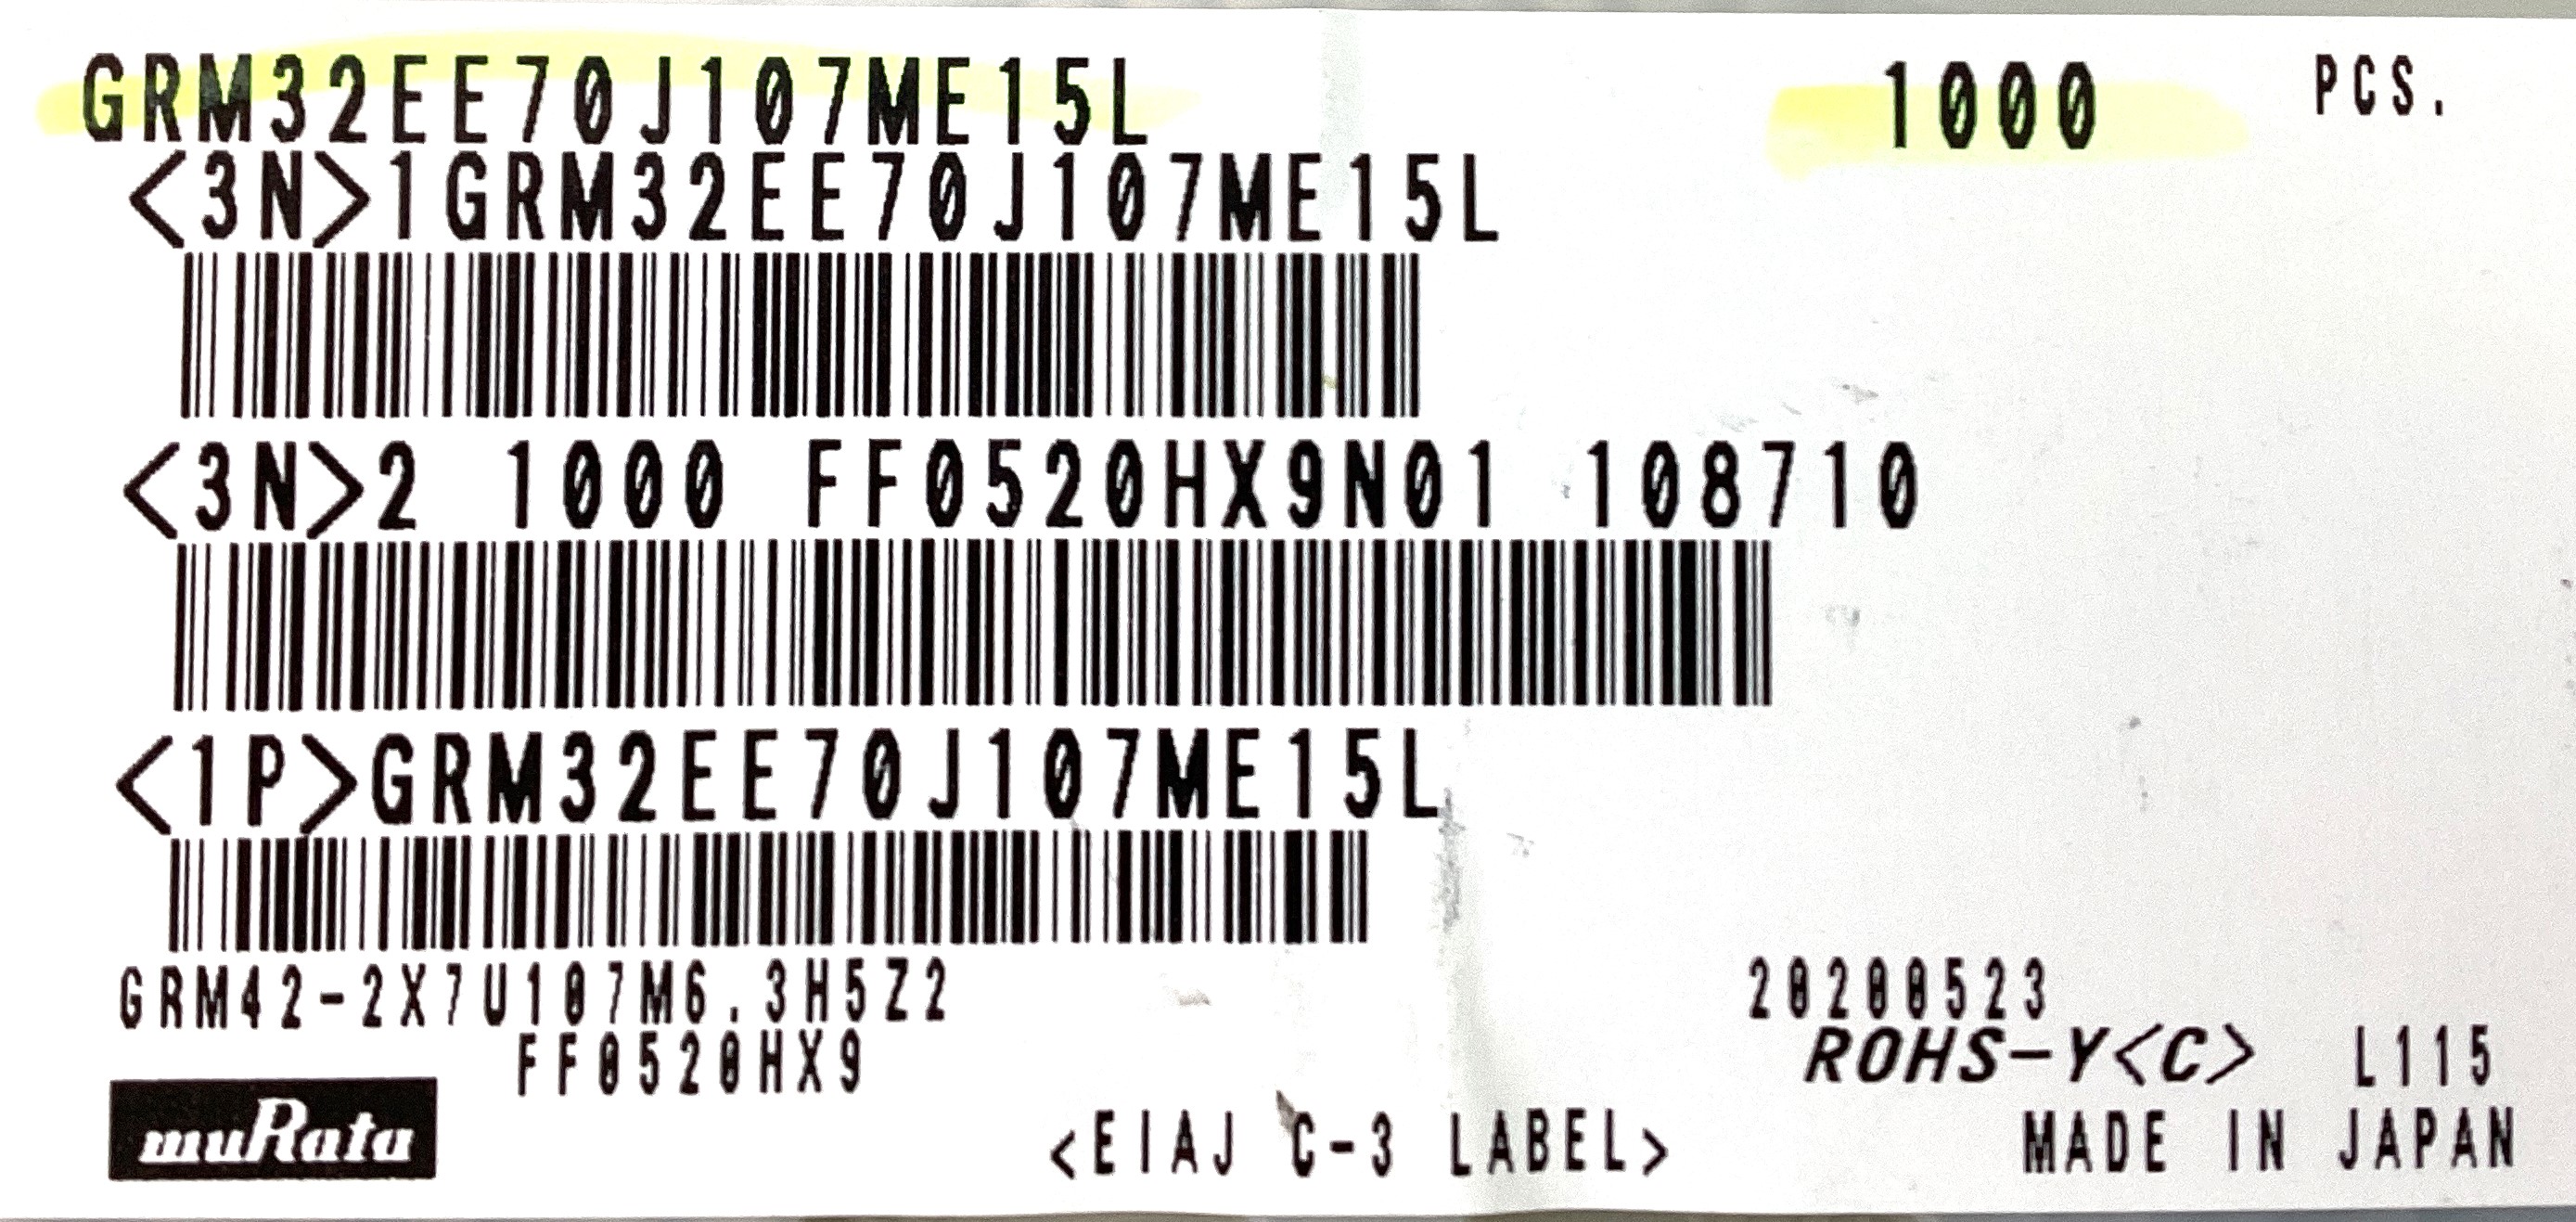 GRM32EE70J107ME15L 1000 PCS.
<3N>1GRM32EE70J107ME15L
<3N>2 1000 FF0520HX9N01 108710
<1P>GRM32EE70J107ME15L
GRM42-2X7U107M6.3H5Z2 20200523
FF0520HX9 ROHS-Y<C> L115
muRata <EIAJ C-3 LABEL> MADE IN JAPAN